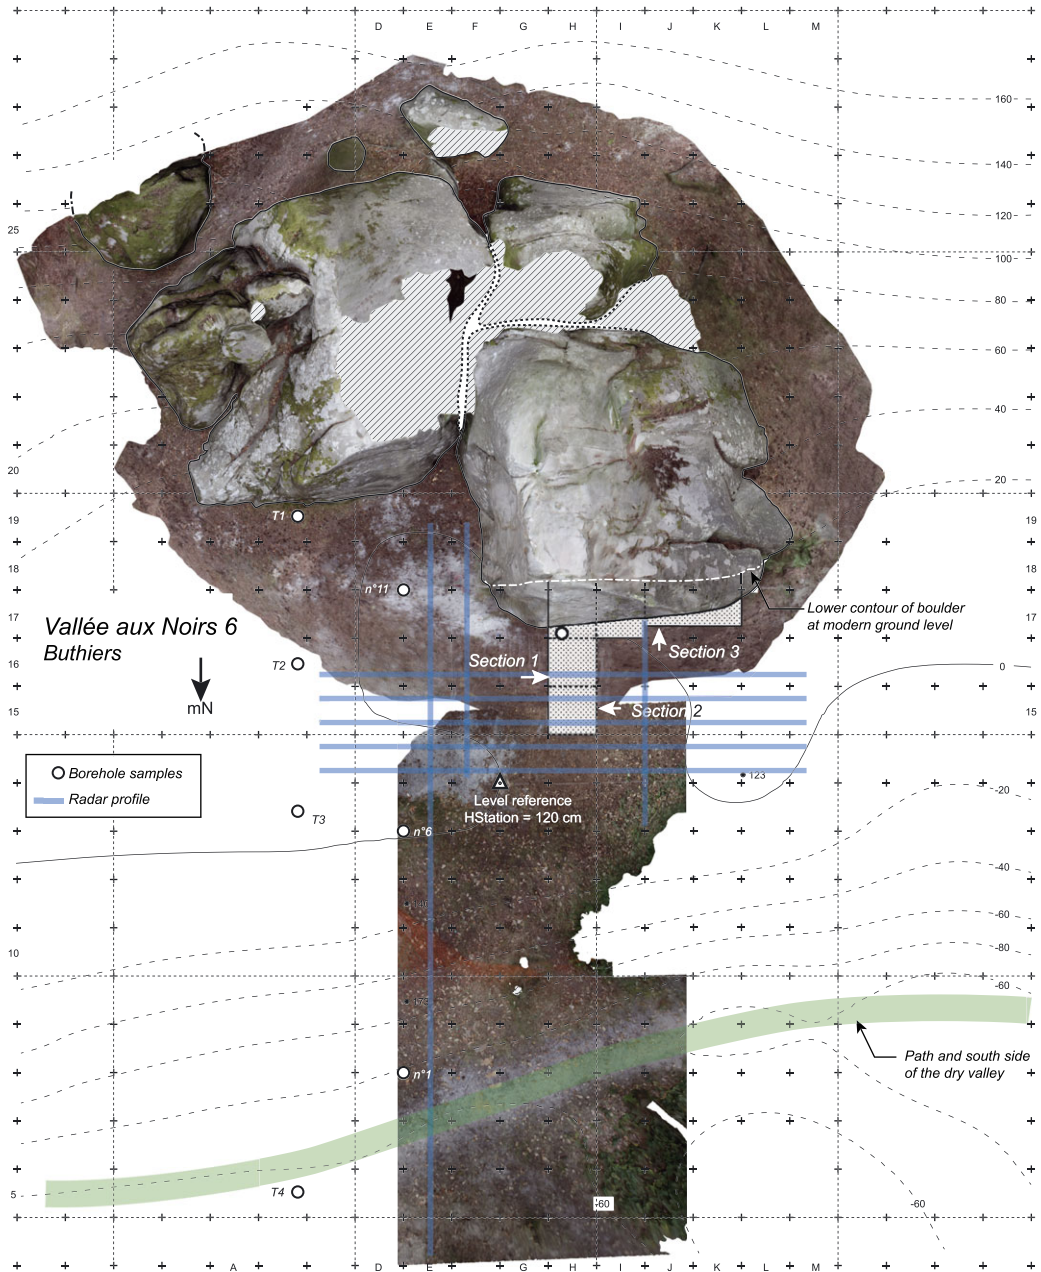 D E F G H I J K L M
160
140
120
25
100
80
60
40
20
20
T1
19
19
18
18
n°11
17
17
Lower contour of boulder
at modern ground level
Vallée aux Noirs 6
Buthiers
Section 1
Section 3
16
T2
0
mN
15
Section 2
15
Borehole samples
Radar profile
123
-20
Level reference
HStation = 120 cm
T3
n°6
-40
-60
10
-80
-60
173
Path and south side
of the dry valley
n°1
5
T4
-60
-60
A D E G H I J K L M